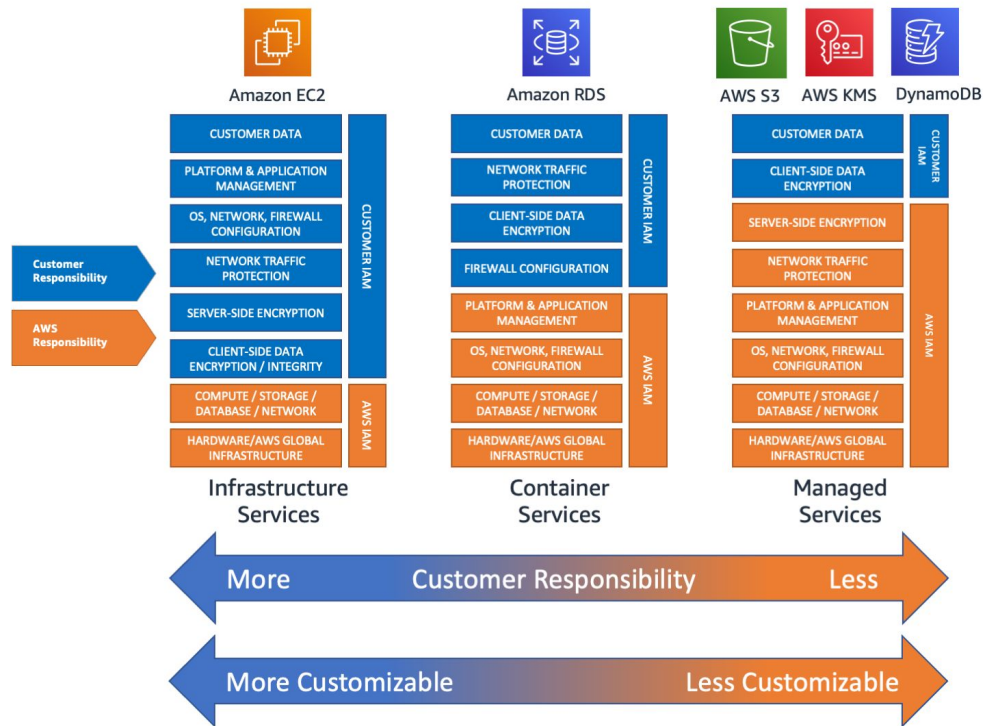 Amazon EC2
CUSTOMER DATA
PLATFORM & APPLICATION
MANAGEMENT
OS, NETWORK, FIREWALL
CONFIGURATION
NETWORK TRAFFIC
PROTECTION
SERVER-SIDE ENCRYPTION
CLIENT-SIDE DATA
ENCRYPTION / INTEGRITY
COMPUTE / STORAGE /
DATABASE / NETWORK
HARDWARE/AWS GLOBAL
INFRASTRUCTURE
CUSTOMER IAM
AWS IAM
Infrastructure
Services
Customer
Responsibility
AWS
Responsibility
Amazon RDS
CUSTOMER DATA
NETWORK TRAFFIC
PROTECTION
CLIENT-SIDE DATA
ENCRYPTION
FIREWALL CONFIGURATION
PLATFORM & APPLICATION
MANAGEMENT
OS, NETWORK, FIREWALL
CONFIGURATION
COMPUTE / STORAGE /
DATABASE / NETWORK
HARDWARE/AWS GLOBAL
INFRASTRUCTURE
CUSTOMER IAM
AWS IAM
Container
Services
AWS S3
AWS KMS
DynamoDB
CUSTOMER DATA
CLIENT-SIDE DATA
ENCRYPTION
SERVER-SIDE ENCRYPTION
NETWORK TRAFFIC
PROTECTION
PLATFORM & APPLICATION
MANAGEMENT
OS, NETWORK, FIREWALL
CONFIGURATION
COMPUTE / STORAGE /
DATABASE / NETWORK
HARDWARE/AWS GLOBAL
INFRASTRUCTURE
CUSTOMER
IAM
AWS IAM
Managed
Services
More Customer Responsibility Less
More Customizable Less Customizable